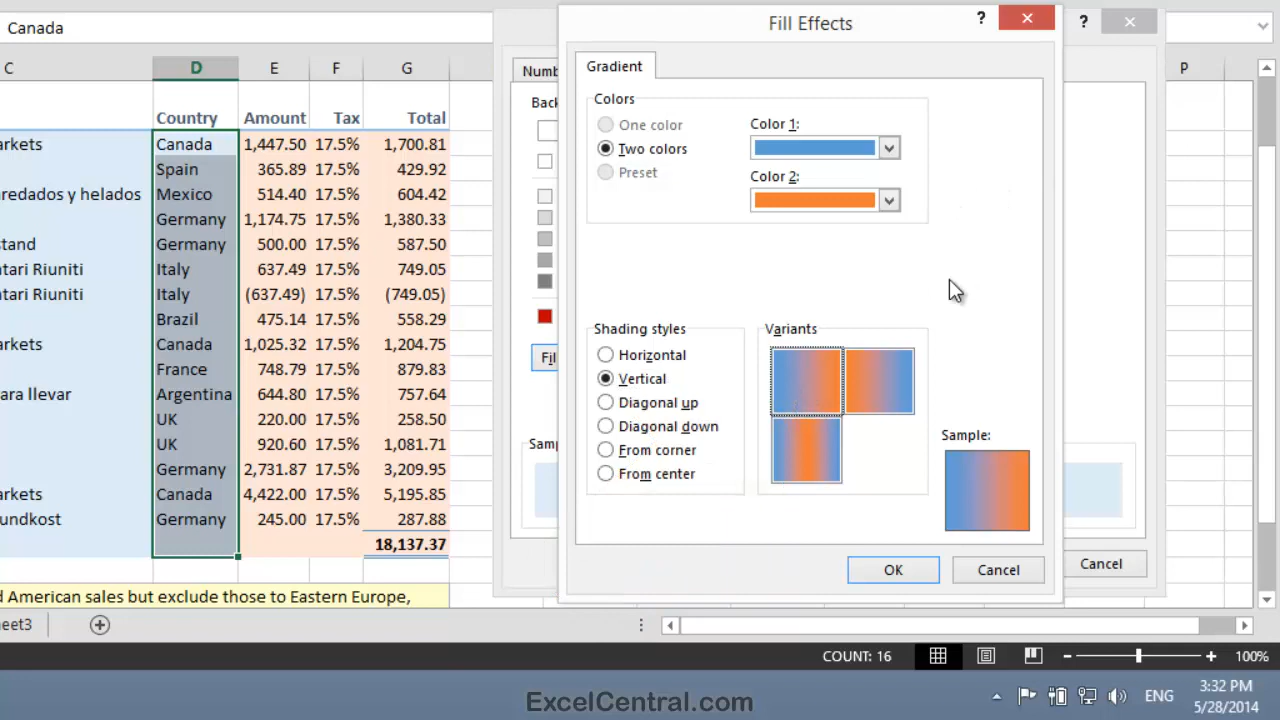 Canada
Fill Effects
?
?
C D E F G P
Numb
Gradient
Country Amount Tax Total
arkets Canada 1,447.50 17.5% 1,700.81
Spain 365.89 17.5% 429.92
redados y helados Mexico 514.40 17.5% 604.42
Germany 1,174.75 17.5% 1,380.33
stand Germany 500.00 17.5% 587.50
ntari Riuniti Italy 637.49 17.5% 749.05
ntari Riuniti Italy (637.49) 17.5% (749.05)
Brazil 475.14 17.5% 558.29
arkets Canada 1,025.32 17.5% 1,204.75
France 748.79 17.5% 879.83
ara llevar Argentina 644.80 17.5% 757.64
UK 220.00 17.5% 258.50
UK 920.60 17.5% 1,081.71
Germany 2,731.87 17.5% 3,209.95
arkets Canada 4,422.00 17.5% 5,195.85
undkost Germany 245.00 17.5% 287.88
18,137.37
d American sales but exclude those to Eastern Europe,
Back
Fil
Samp
Colors
One color
Two colors
Preset
Color 1:
Color 2:
Shading styles
Horizontal
Vertical
Diagonal up
Diagonal down
From corner
From center
Variants
Sample:
OK Cancel
Cancel
eet3
COUNT: 16 100%
ExcelCentral.com
ENG
3:32 PM
5/28/2014